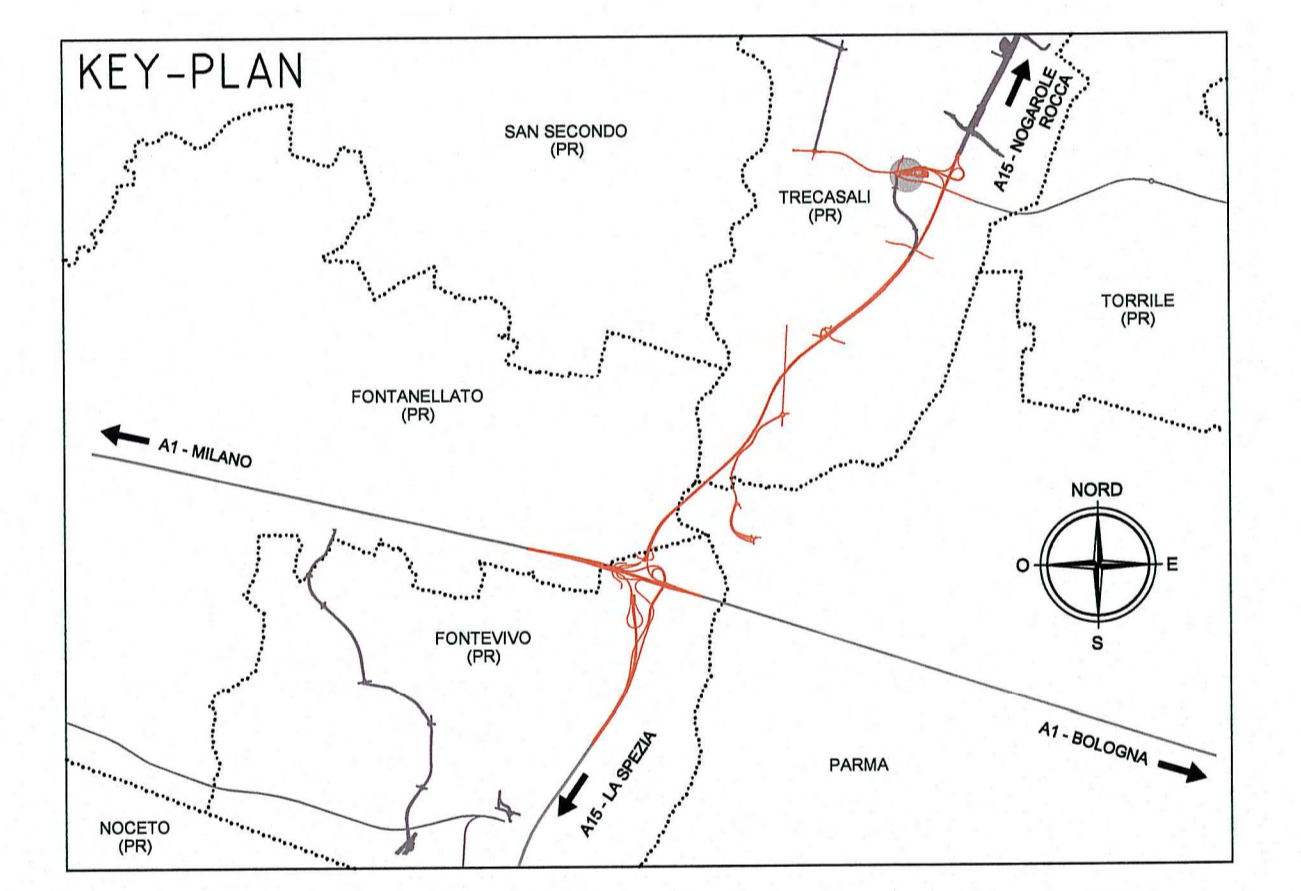 KEY-PLAN
SAN SECONDO
(PR)
A15 - NOGAROLE
ROCCA
TRECASALI
(PR)
TORRILE
(PR)
FONTANELLATO
(PR)
A1 - MILANO
NORD
O
E
S
FONTEVIVO
(PR)
A15 - LA SPEZIA
PARMA
A1 - BOLOGNA
NOCETO
(PR)